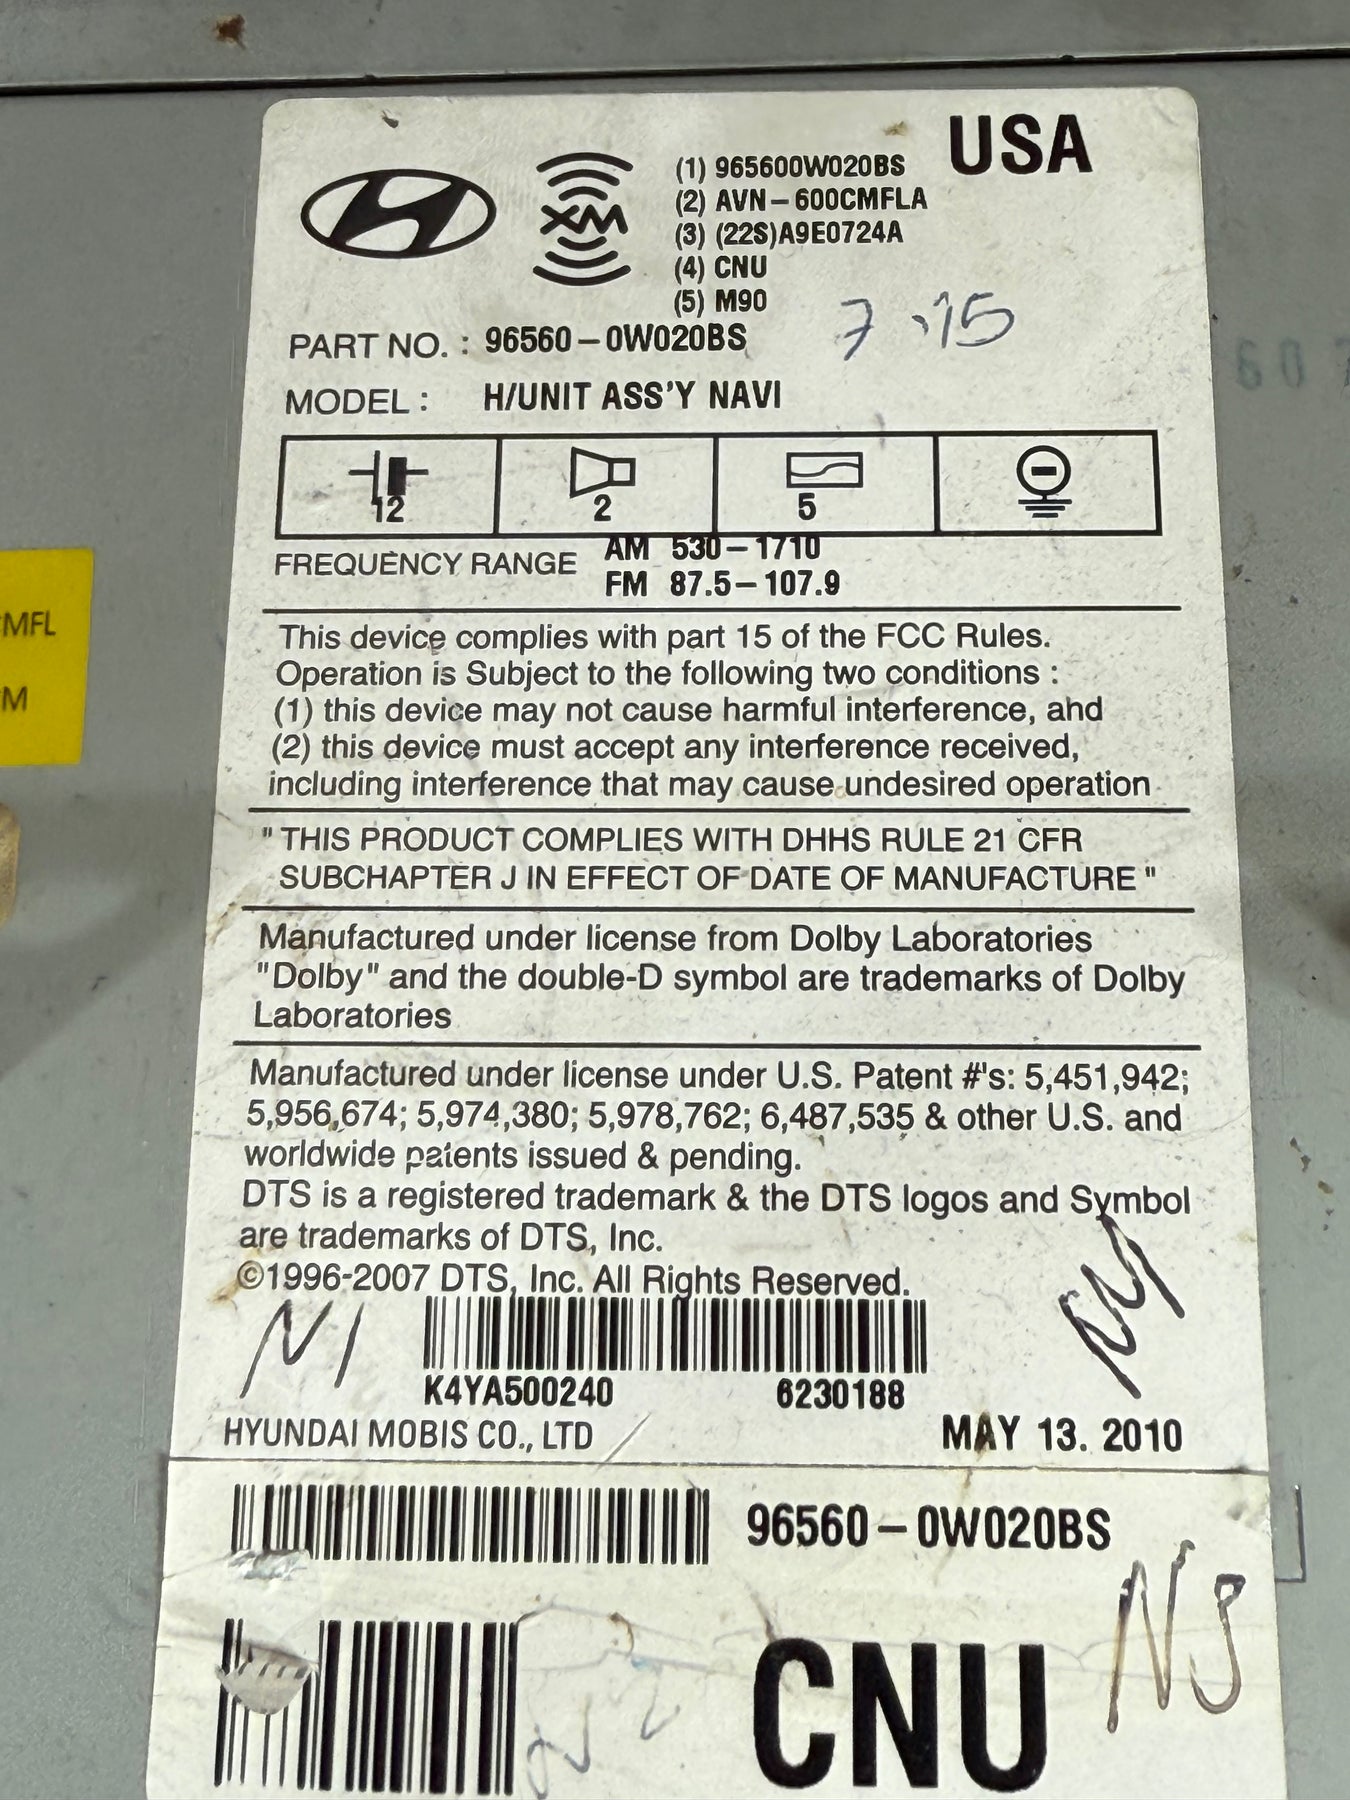 USA
XM
(1) 965600W020BS
(2) AVN-600CMFLA
(3) (22S)A9E0724A
(4) CNU
(5) M90
7.15
PART NO. : 96560-0W020BS
MODEL : H/UNIT ASS'Y NAVI
12 2 5
FREQUENCY RANGE AM 530-1710
FM 87.5-107.9
This device complies with part 15 of the FCC Rules.
Operation is Subject to the following two conditions :
(1) this device may not cause harmful interference, ahd
(2) this device must accept any interference received,
including interference that may cause undesired operation
" THIS PRODUCT COMPLIES WITH DHHS RULE 21 CFR
SUBCHAPTER J IN EFFECT OF DATE OF MANUFACTURE "
Manufactured under license from Dolby Laboratories
"Dolby" and the double-D symbol are trademarks of Dolby
Laboratories
Manufactured under license under U.S. Patent #'s: 5,451,942;
5,956,674; 5,974,380; 5,978,762; 6,487,535 & other U.S. and
worldwide patents issued & pending.
DTS is a registered trademark & the DTS logos and Symbol
are trademarks of DTS, Inc.
©1996-2007 DTS, Inc. All Rights Reserved.
N1
K4YA500240 6230188
HYUNDAI MOBIS CO., LTD MAY 13. 2010
96560-0W020BS
CNU
MFL
M